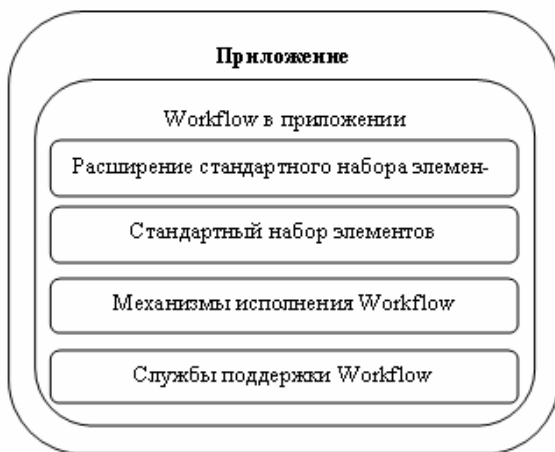 Приложение
Workflow в приложении
Расширение стандартного набора элемен-
Стандартный набор элементов
Механизмы исполнения Workflow
Службы поддержки Workflow